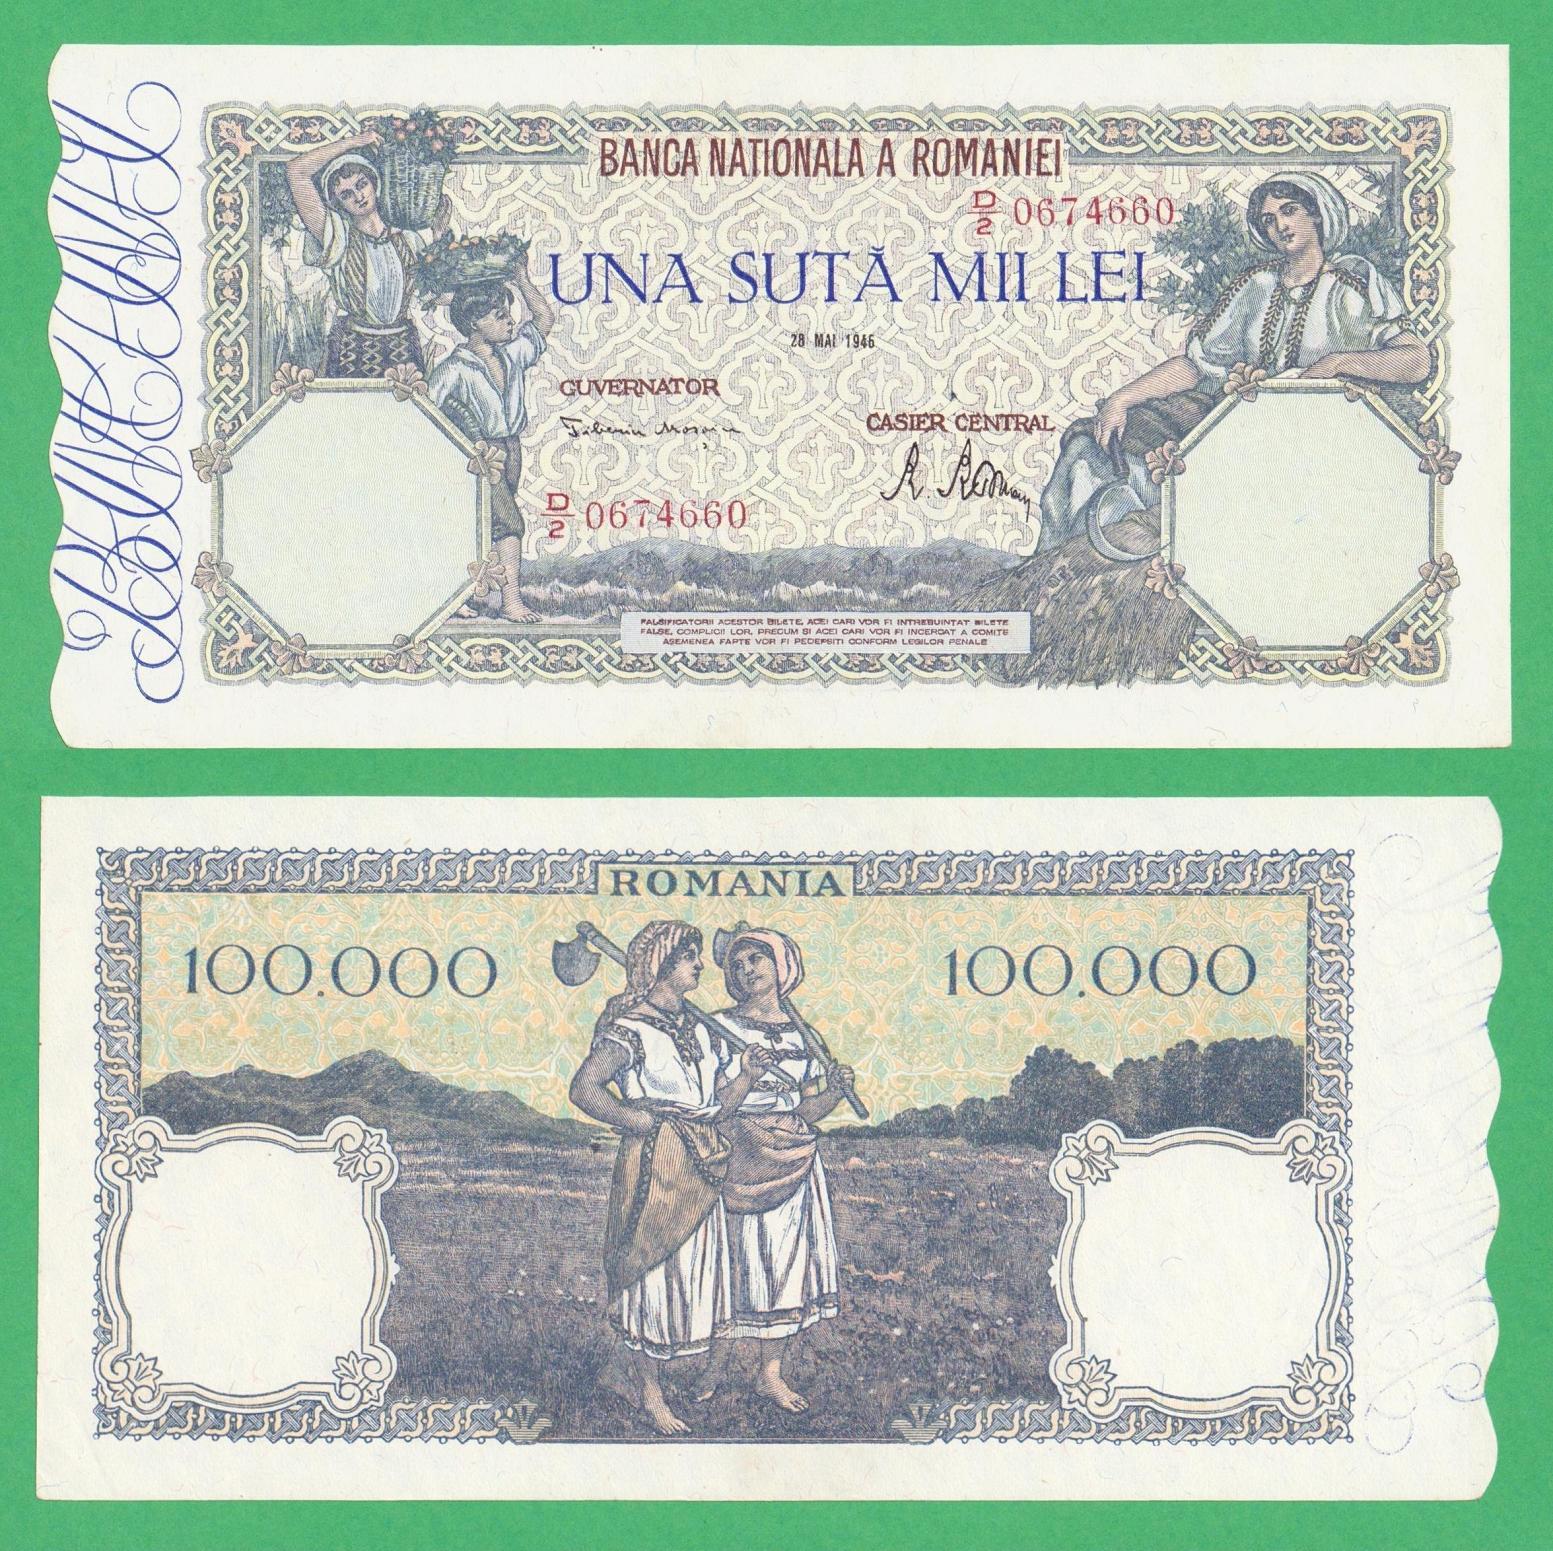 BANCA NATIONALA A ROMANIEI
D/2 0674660
UNA SUTĂ MII LEI
28 MAI 1946
GUVERNATOR
CASIER CENTRAL
D/2 0674660
FALSIFICATORII ACESTOR BILETE, ACEI CARI VOR FI INTREBUINTAT BILETE
FALSE, COMPLICII LOR, PRECUM SI ACEI CARI VOR FI INCERCAT A COMITE
ASEMENEA FAPTE VOR FI PEDEPSITI CONFORM LEGILOR PENALE
ROMANIA
100.000
100.000